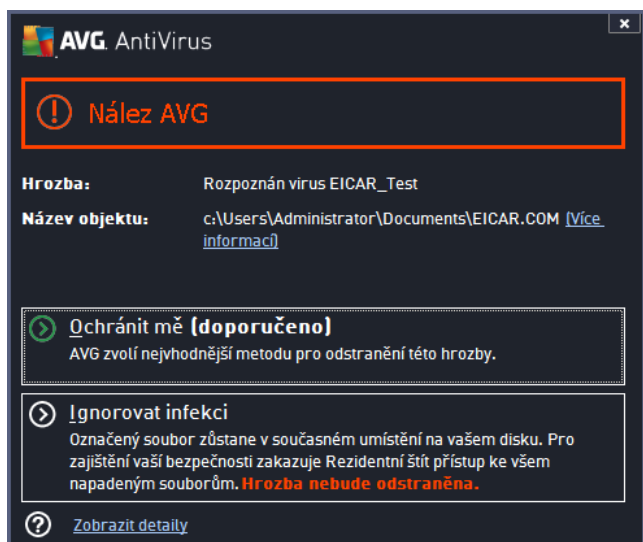 AVG. AntiVirus
Nález AVG
Hrozba: Rozpoznán virus EICAR_Test
Název objektu: c:\Users\Administrator\Documents\EICAR.COM (Více
informací)
Ochránit mě (doporučeno)
AVG zvolí nejvhodnější metodu pro odstranění této hrozby.
Ignorovat infekci
Označený soubor zůstane v současném umístění na vašem disku. Pro
zajištění vaší bezpečnosti zakazuje Rezidentní štít přístup ke všem
napadeným souborům. Hrozba nebude odstraněna.
Zobrazit detaily